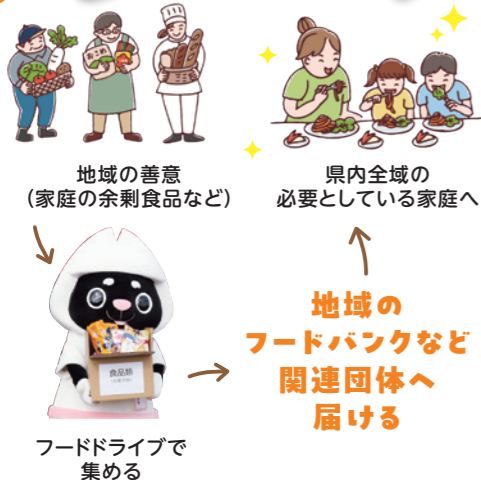 おこめ
地域の善意
(家庭の余剰食品など)
県内全域の
必要としている家庭へ
食品類
フードドライブで
集める
地域の
フードバンクなど
関連団体へ
届ける